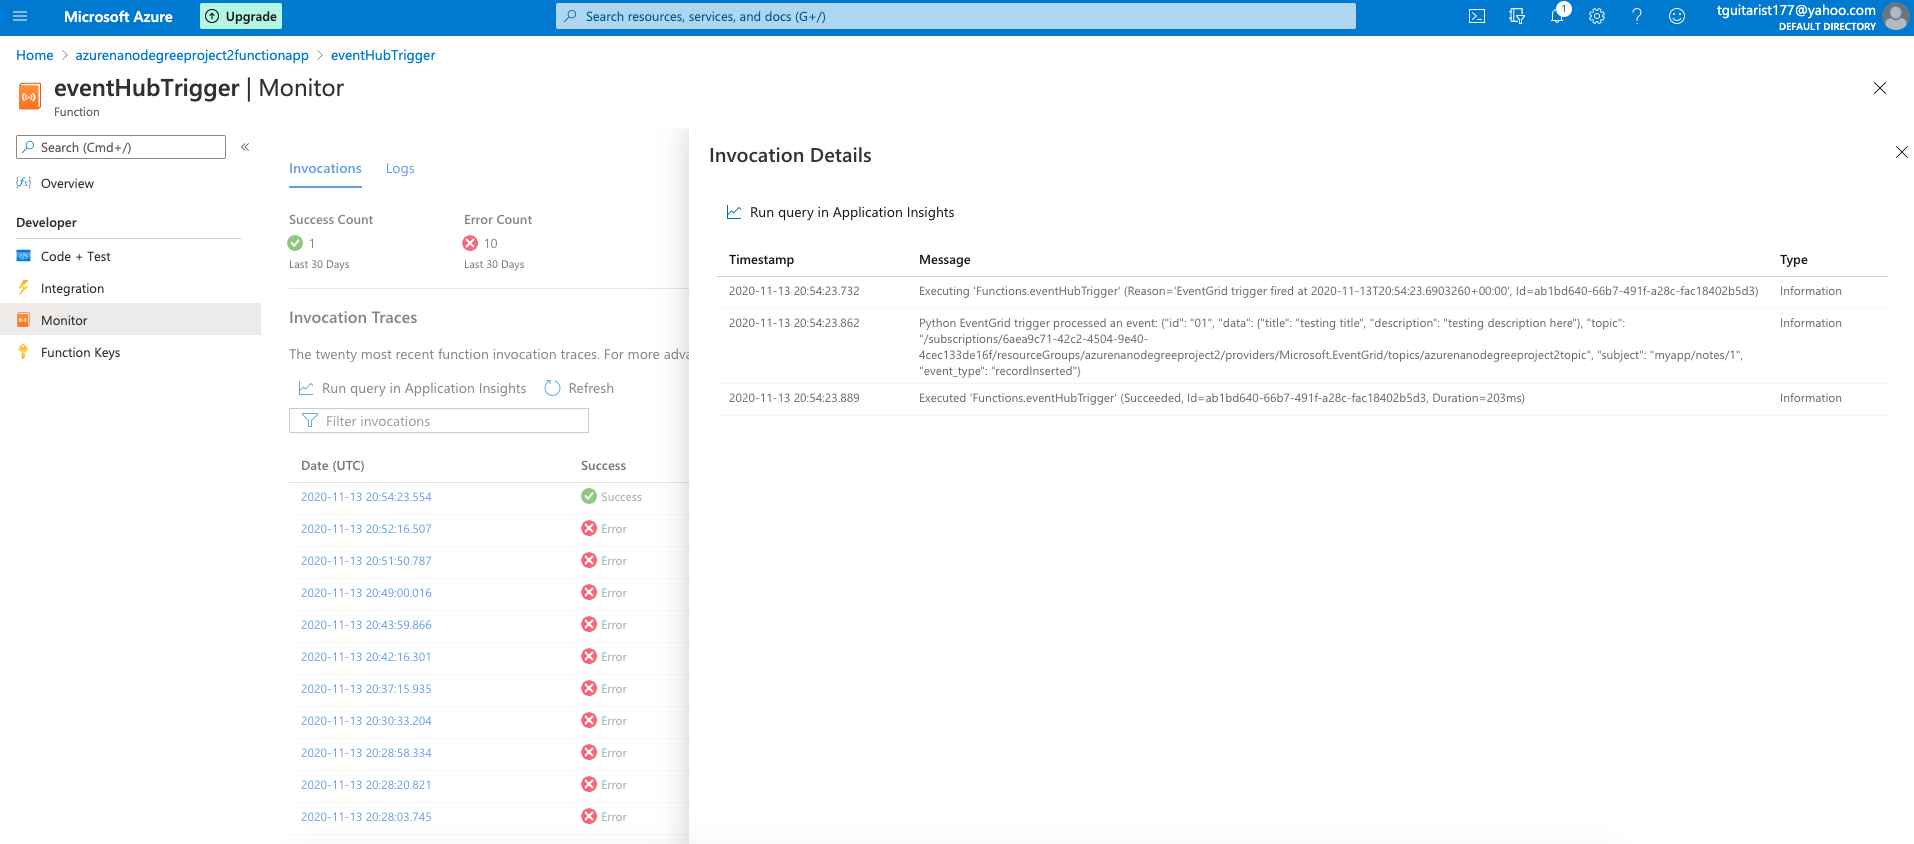 Microsoft Azure
Upgrade
Search resources, services, and docs (G+/)
1
tguitarist177@yahoo.com
DEFAULT DIRECTORY
Home > azurenanodegreeproject2functionapp > eventHubTrigger
eventHubTrigger | Monitor
Function
Search (Cmd+/)
«
Overview
Developer
Code + Test
Integration
Monitor
Function Keys
Invocations Logs
Success Count Error Count
1 10
Last 30 Days Last 30 Days
Invocation Traces
The twenty most recent function invocation traces. For more adva
Run query in Application Insights Refresh
Filter invocations
Date (UTC) Success
2020-11-13 20:54:23.554 Success
2020-11-13 20:52:16.507 Error
2020-11-13 20:51:50.787 Error
2020-11-13 20:49:00.016 Error
2020-11-13 20:43:59.866 Error
2020-11-13 20:42:16.301 Error
2020-11-13 20:37:15.935 Error
2020-11-13 20:30:33.204 Error
2020-11-13 20:28:58.334 Error
2020-11-13 20:28:20.821 Error
2020-11-13 20:28:03.745 Error
Invocation Details
Run query in Application Insights
Timestamp Message Type
2020-11-13 20:54:23.732 Executing 'Functions.eventHubTrigger' (Reason='EventGrid trigger fired at 2020-11-13T20:54:23.6903260+00:00', Id=ab1bd640-66b7-491f-a28c-fac18402b5d3) Information
2020-11-13 20:54:23.862 Python EventGrid trigger processed an event: {"id": "01", "data": {"title": "testing title", "description": "testing description here"}, "topic": Information
"/subscriptions/6aea9c71-42c2-4504-9e40-
4cec133de16f/resourceGroups/azurenanodegreeproject2/providers/Microsoft.EventGrid/topics/azurenanodegreeproject2topic", "subject": "myapp/notes/1",
"event_type": "recordInserted"}
2020-11-13 20:54:23.889 Executed 'Functions.eventHubTrigger' (Succeeded, Id=ab1bd640-66b7-491f-a28c-fac18402b5d3, Duration=203ms) Information